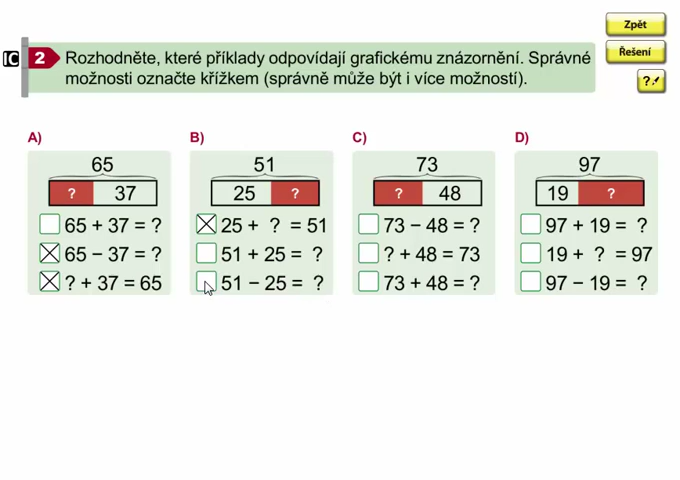 Zpět
IC 2 Rozhodněte, které příklady odpovídají grafickému znázornění. Správné
možnosti označte křížkem (správně může být i více možností).
Řešení
?
A)
65
? 37
65 + 37 = ?
65 − 37 = ?
? + 37 = 65
B)
51
25 ?
25 + ? = 51
51 + 25 = ?
51 − 25 = ?
C)
73
? 48
73 − 48 = ?
? + 48 = 73
73 + 48 = ?
D)
97
19 ?
97 + 19 = ?
19 + ? = 97
97 − 19 = ?